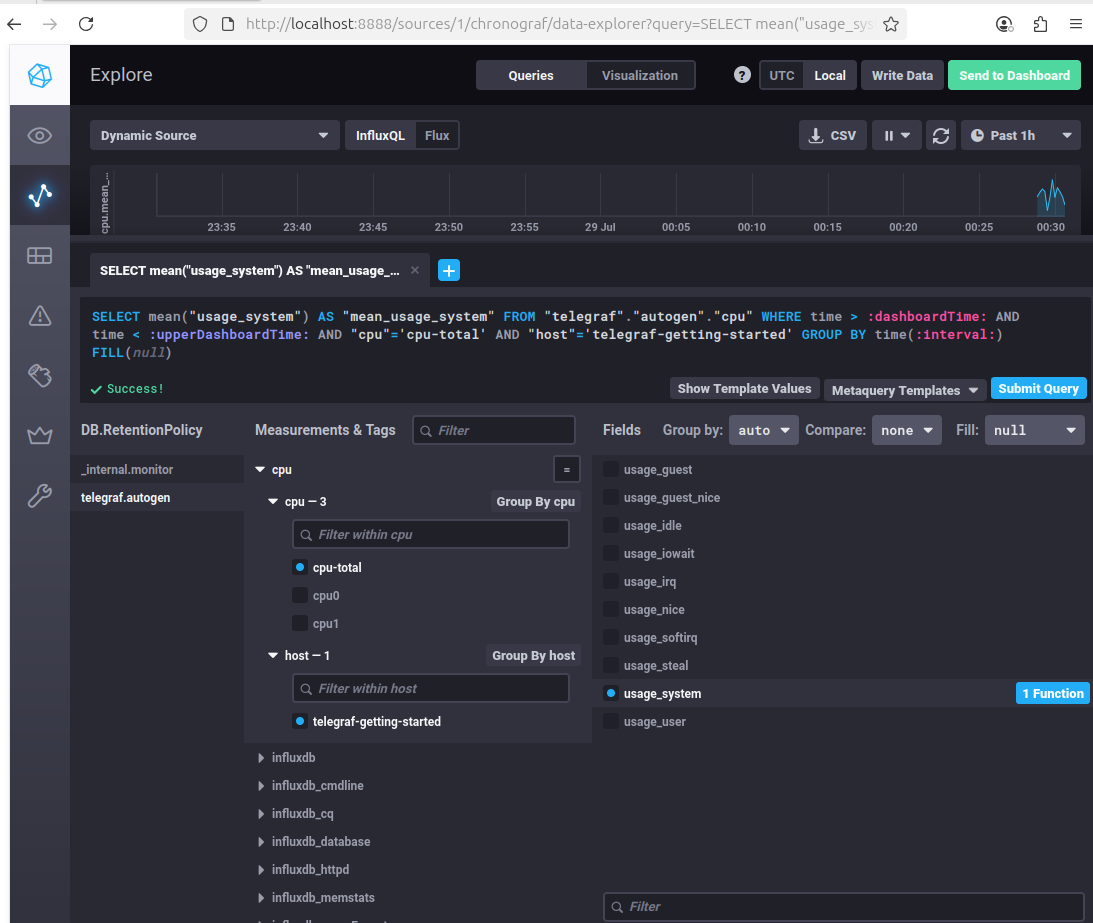 http://localhost:8888/sources/1/chronograf/data-explorer?query=SELECT mean("usage_sys
Explore
Queries
Visualization
?
UTC
Local
Write Data
Send to Dashboard
Dynamic Source
InfluxQL
Flux
CSV
Past 1h
cpu.mean_...
23:35
23:40
23:45
23:50
23:55
29 Jul
00:05
00:10
00:15
00:20
00:25
00:30
SELECT mean("usage_system") AS "mean_usage_...
SELECT mean("usage_system") AS "mean_usage_system" FROM "telegraf"."autogen"."cpu" WHERE time > :dashboardTime: AND
time < :upperDashboardTime: AND "cpu"='cpu-total' AND "host"='telegraf-getting-started' GROUP BY time(:interval:)
FILL(null)
Success!
Show Template Values
Metaquery Templates
Submit Query
DB.RetentionPolicy
_internal.monitor
telegraf.autogen
Measurements & Tags
Filter
cpu
=
cpu — 3
Group By cpu
Filter within cpu
cpu-total
cpu0
cpu1
host — 1
Group By host
Filter within host
telegraf-getting-started
influxdb
influxdb_cmdline
influxdb_cq
influxdb_database
influxdb_httpd
influxdb_memstats
Fields
Group by:
auto
Compare:
none
Fill:
null
usage_guest
usage_guest_nice
usage_idle
usage_iowait
usage_irq
usage_nice
usage_softirq
usage_steal
usage_system
1 Function
usage_user
Filter